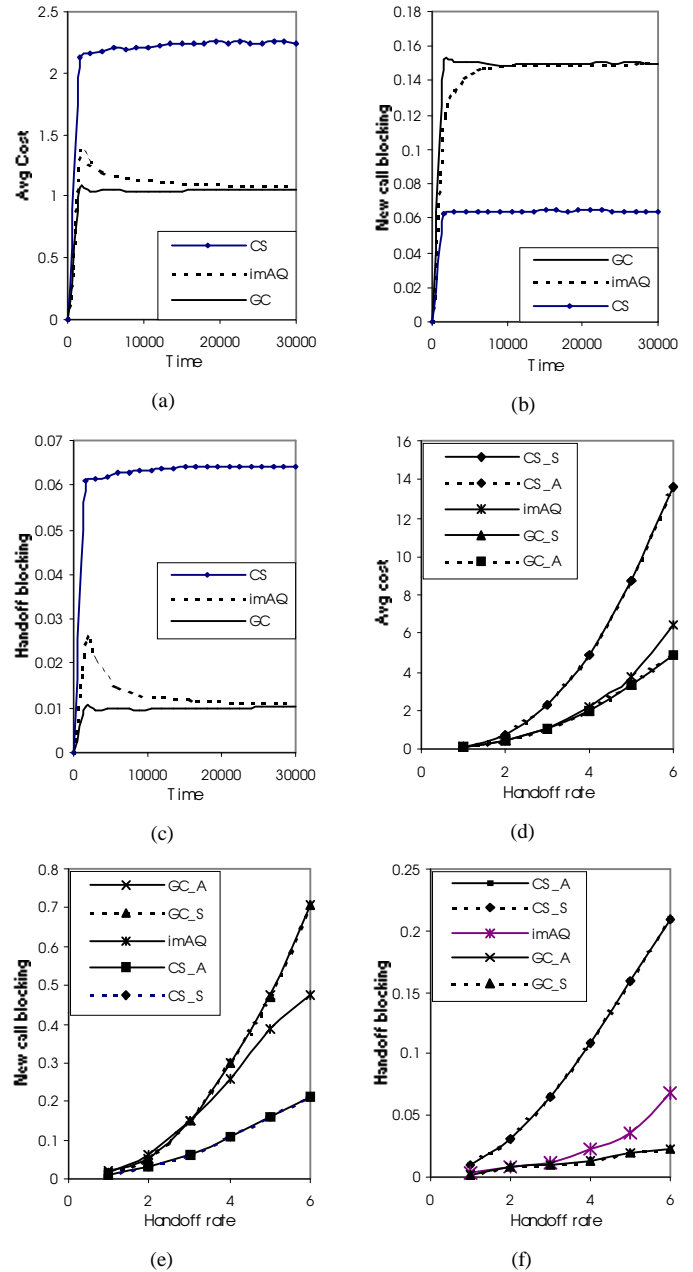 2.5
2
1.5
1
0.5
0
Avg Cost
CS
imAQ
GC
0
10000
20000
30000
Time
(a)
0.18
0.16
0.14
0.12
0.10
0.08
0.06
0.04
0.02
0.00
New call blocking
GC
imAQ
CS
0
10000
20000
30000
Time
(b)
0.07
0.06
0.05
0.04
0.03
0.02
0.01
0
Handoff blocking
CS
imAQ
GC
0
10000
20000
30000
Time
(c)
16
14
12
10
8
6
4
2
0
Avg cost
CS_S
CS_A
imAQ
GC_S
GC_A
0
2
4
6
Handoff rate
(d)
0.8
0.7
0.6
0.5
0.4
0.3
0.2
0.1
0
New call blocking
GC_A
GC_S
imAQ
CS_A
CS_S
0
2
4
6
Handoff rate
(e)
0.25
0.2
0.15
0.1
0.05
0
Handoff blocking
CS_A
CS_S
imAQ
GC_A
GC_S
0
2
4
6
Handoff rate
(f)